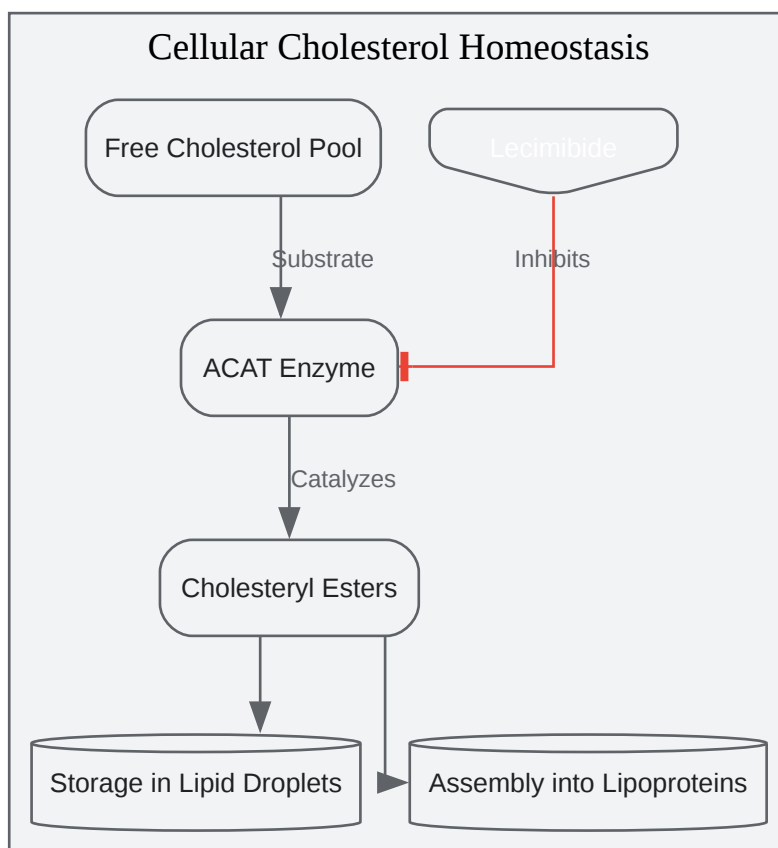 Cellular Cholesterol Homeostasis
Free Cholesterol Pool
Lecimibide
Substrate
Inhibits
ACAT Enzyme
Catalyzes
Cholesteryl Esters
Storage in Lipid Droplets
Assembly into Lipoproteins